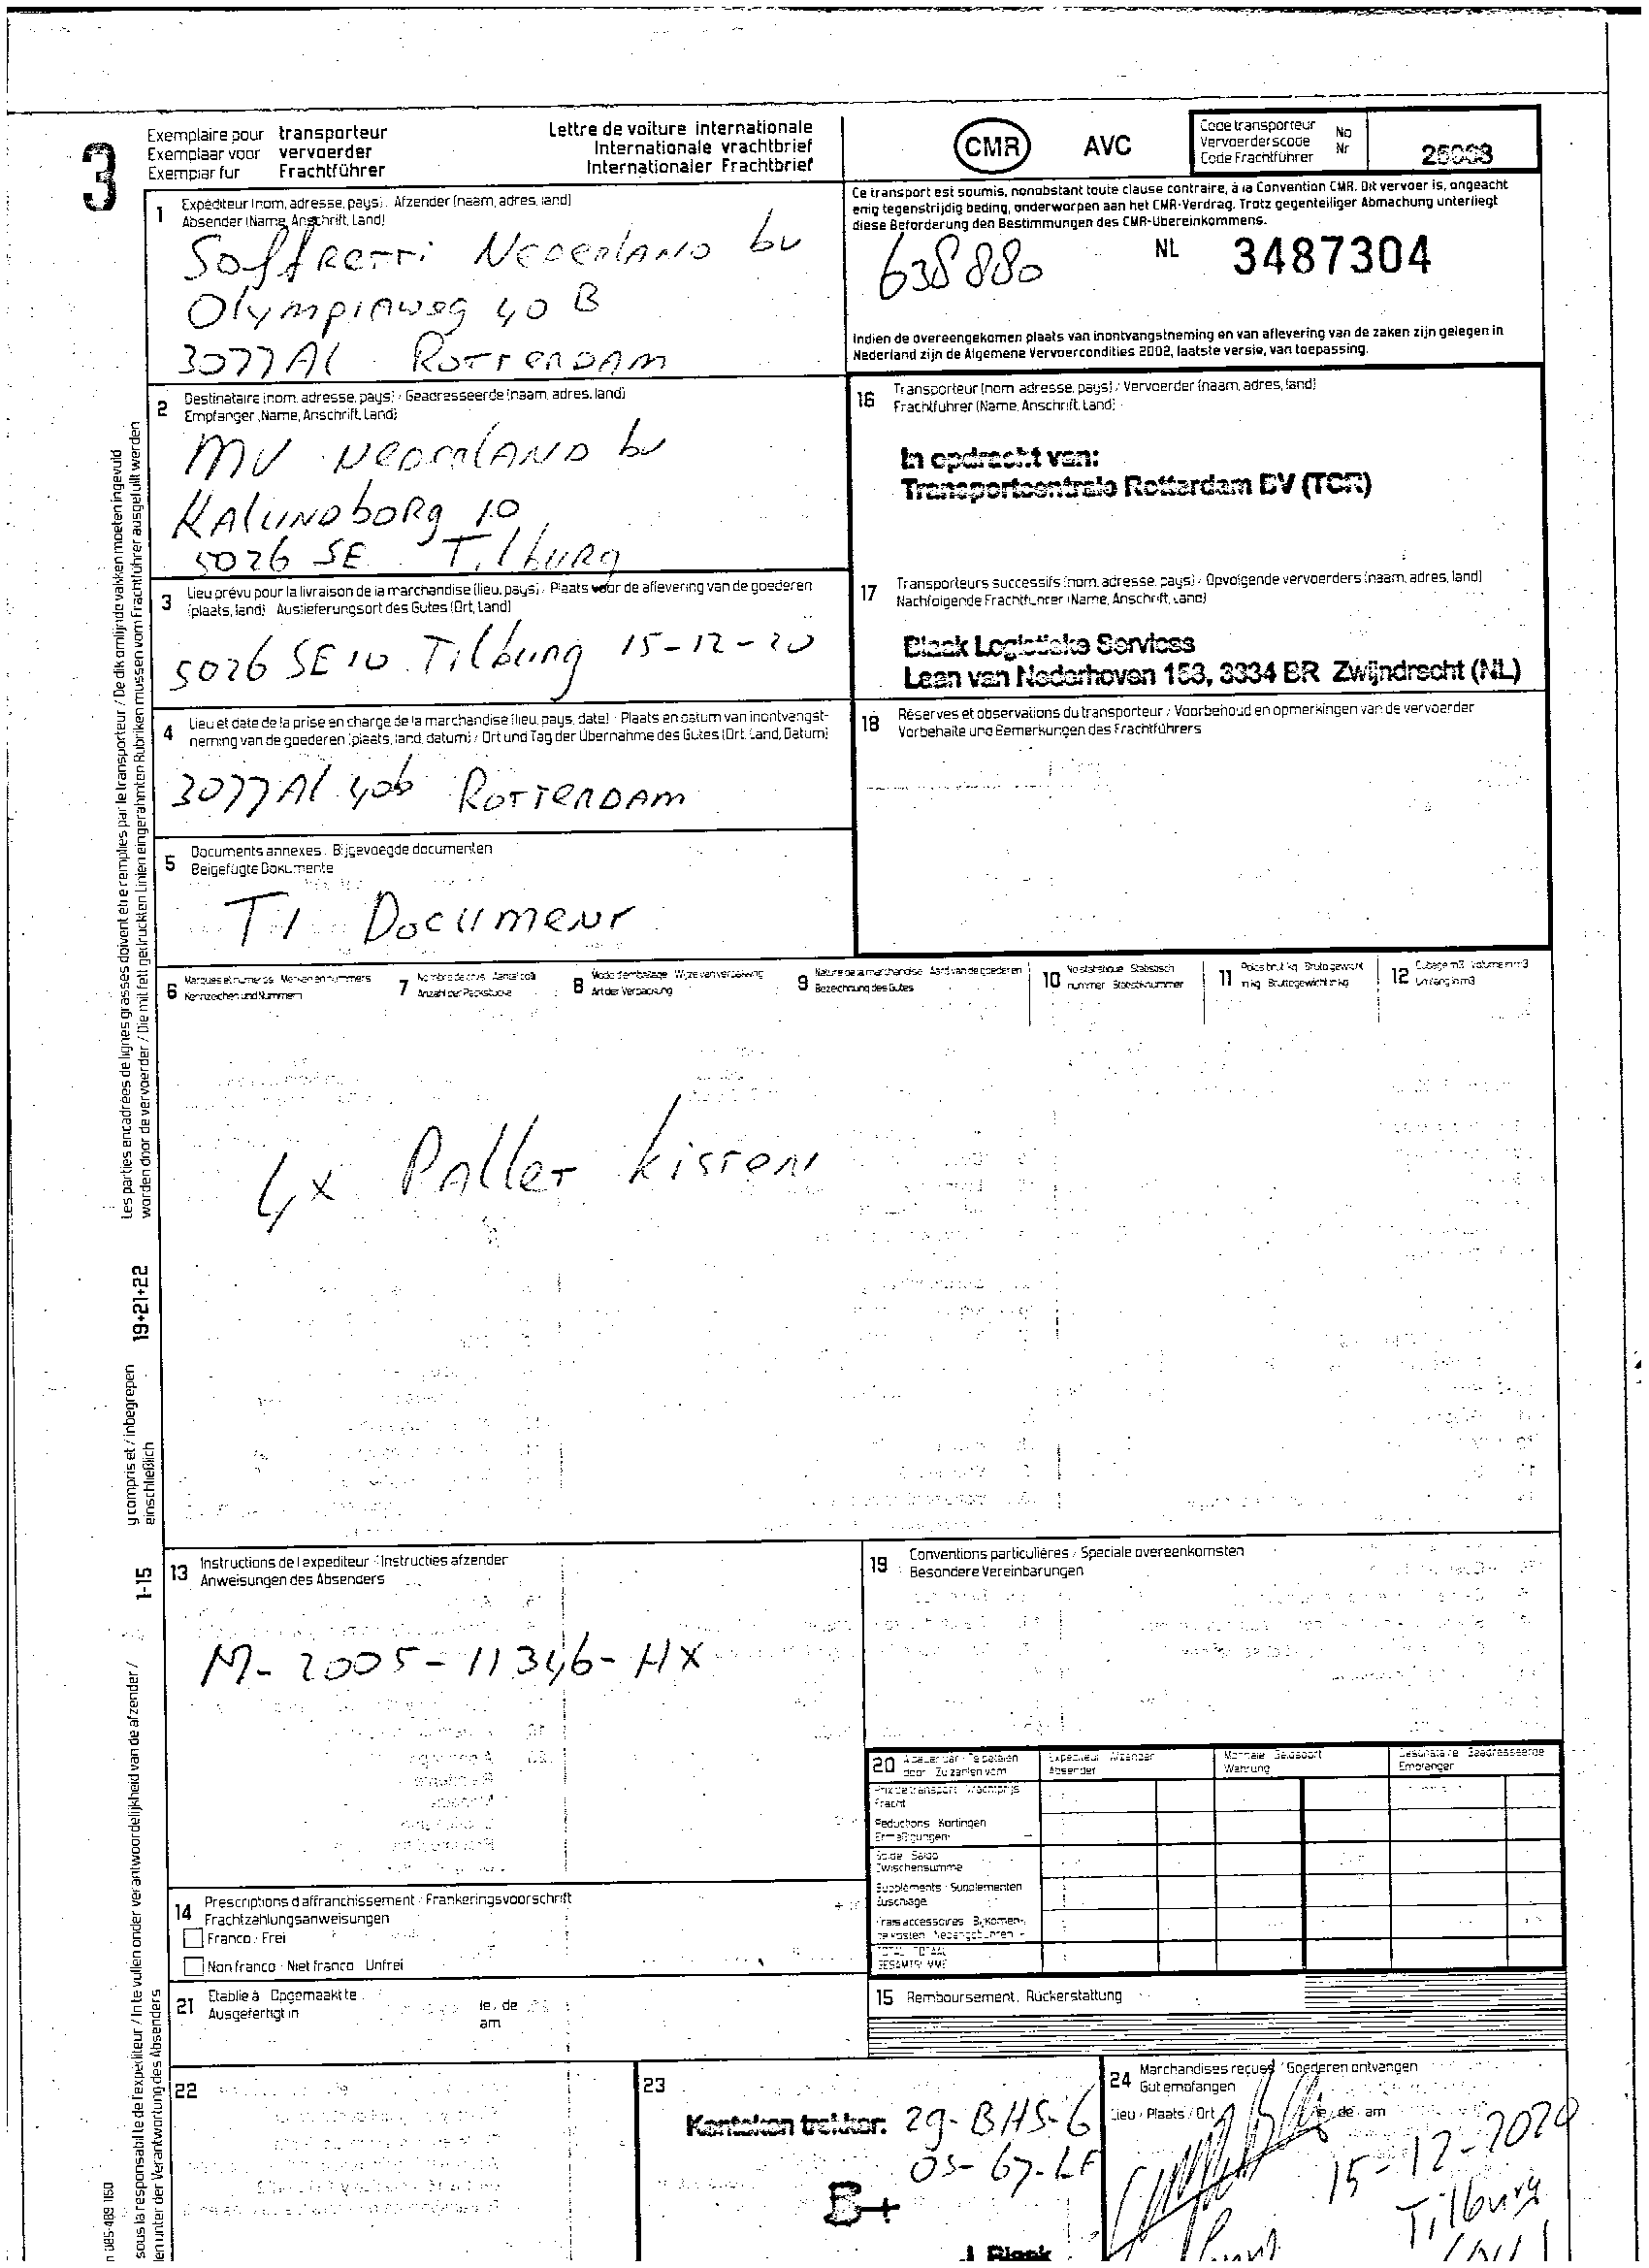 3
Exemplaire pour transporteur
Exemplaar voor vervoerder
Exemplar für Frachtführer
Lettre de voiture internationale
Internationale vrachtbrief
Internationaler Frachtbrief
CMR
AVC
Code transporteur
Vervoerderscode
Code Frachtführer
No
Nr
1 Expéditeur (nom, adresse, pays) / Afzender (naam, adres, land)
Absender (Name, Anschrift, Land)
Soffretti Nederland bv
Olympiaweg 40 B
3077 Al Rotterdam
Ce transport est soumis, nonobstant toute clause contraire, à la Convention CMR. Dit vervoer is, ongeacht
enig tegenstrijdig beding, onderworpen aan het CMR-Verdrag. Trotz gegenteiliger Abmachung unterliegt
diese Beförderung den Bestimmungen des CMR-Übereinkommens.
638880
NL 3487304
Indien de overeengekomen plaats van inontvangstneming en van aflevering van de zaken zijn gelegen in
Nederland zijn de Algemene Vervoercondities 2002, laatste versie, van toepassing.
2 Destinataire (nom, adresse, pays) / Geadresseerde (naam, adres, land)
Empfänger (Name, Anschrift, Land)
MV Nederland bv
Kalundborg 10
5026 SE Tilburg
16 Transporteur (nom, adresse, pays) / Vervoerder (naam, adres, land)
Frachtführer (Name, Anschrift, Land)
In opdracht van:
Transportcentrale Rotterdam BV (TCR)
3 Lieu prévu pour la livraison de la marchandise (lieu, pays) / Plaats voor de aflevering van de goederen
(plaats, land) / Auslieferungsort des Gutes (Ort, Land)
5026 SE 10 Tilburg 15-12-20
17 Transporteurs successifs (nom, adresse, pays) / Opvolgende vervoerders (naam, adres, land)
Nachfolgende Frachtführer (Name, Anschrift, Land)
Blaak Logistieke Services
Laan van Nederhoven 153, 3334 BR Zwijndrecht (NL)
4 Lieu et date de la prise en charge de la marchandise (lieu, pays, date) / Plaats en datum van inontvangst-
neming van de goederen (plaats, land, datum) / Ort und Tag der Übernahme des Gutes (Ort, Land, Datum)
3077 Al 40b Rotterdam
18 Réserves et observations du transporteur / Voorbehoud en opmerkingen van de vervoerder
Vorbehalte und Bemerkungen des Frachtführers
5 Documents annexes / Bijgevoegde documenten
Beigefügte Dokumente
T1 Document
6 Marques et numéros / Merken en nummers
Kennzeichen und Nummern
7 Nombre de colis / Aantal colli
Anzahl der Packstücke
8 Mode d'emballage / Wijze van verpakking
Art der Verpackung
9 Nature de la marchandise / Aard van de goederen
Bezeichnung des Gutes
10 No statistique / Statistisch
nummer / Statistiknummer
11 Poids brut, kg / Bruto gewicht
in kg / Bruttogewicht in kg
12 Cubage m3 / Volume in m3
Umfang in m3
4x Pallet kisten
13 Instructions de l'expéditeur / Instructies afzender
Anweisungen des Absenders
M-2005-11346-HX
19 Conventions particulières / Speciale overeenkomsten
Besondere Vereinbarungen
20 A payer par / Te betalen
door / Zu zahlen vom
Expéditeur / Afzender
Absender
Monnaie / Geldsoort
Währung
Destinataire / Geadresseerde
Empfänger
Prix de transport / Vrachtprijs
Fracht
Reductions / Kortingen
Ermäßigungen
Solde / Saldo
Zwischensumme
Suppléments / Supplementen
Zuschläge
Frais accessoires / Bijkomen-
de kosten / Nebengebühren +
TOTAL / TOTAAL
GESAMTSUMME
14 Prescriptions d'affranchissement / Frankeringsvoorschrift
Frachtzahlungsanweisungen
Franco / Frei
Non franco / Niet franco / Unfrei
21 Etablie à / Opgemaakt te
Ausgefertigt in
le, de
am
15 Remboursement / Rückerstattung
22
23
Kenteken trekker: 29-BHS-6
05-67-LF
B+
J. Blaak
24 Marchandises reçues / Goederen ontvangen
Gut empfangen
Lieu / Plaats / Ort
le, de / am
15-12-2020
Tilburg
Les parties encadrées de lignes grasses doivent être remplies par le transporteur / De dik omlijnde vakken moeten ingevuld
worden door de vervoerder / Die mit fett gedruckten Linien eingerahmten Rubriken müssen vom Frachtführer ausgefüllt werden
19+21+22
y compris et / inbegrepen
einschließlich
1-15
sous la responsabilité de l'expéditeur / In te vullen onder verantwoordelijkheid van de afzender /
unter der Verantwortung des Absenders